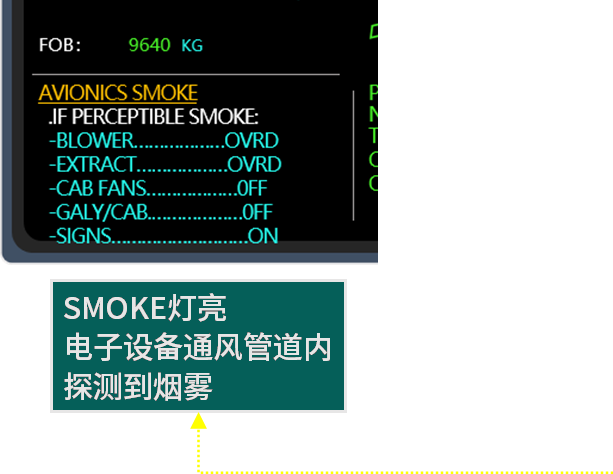 FOB: 9640 KG
AVIONICS SMOKE
.IF PERCEPTIBLE SMOKE:
-BLOWER..................OVRD
-EXTRACT..................OVRD
-CAB FANS..................0FF
-GALY/CAB...................0FF
-SIGNS...........................ON
P
N
T
C
C
SMOKE灯亮
电子设备通风管道内
探测到烟雾